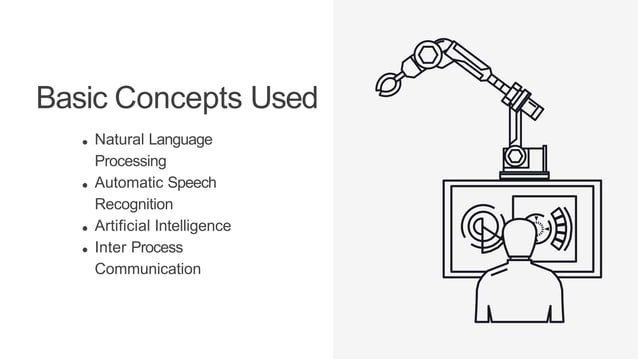 Basic Concepts Used
● Natural Language
Processing
● Automatic Speech
Recognition
● Artificial Intelligence
● Inter Process
Communication